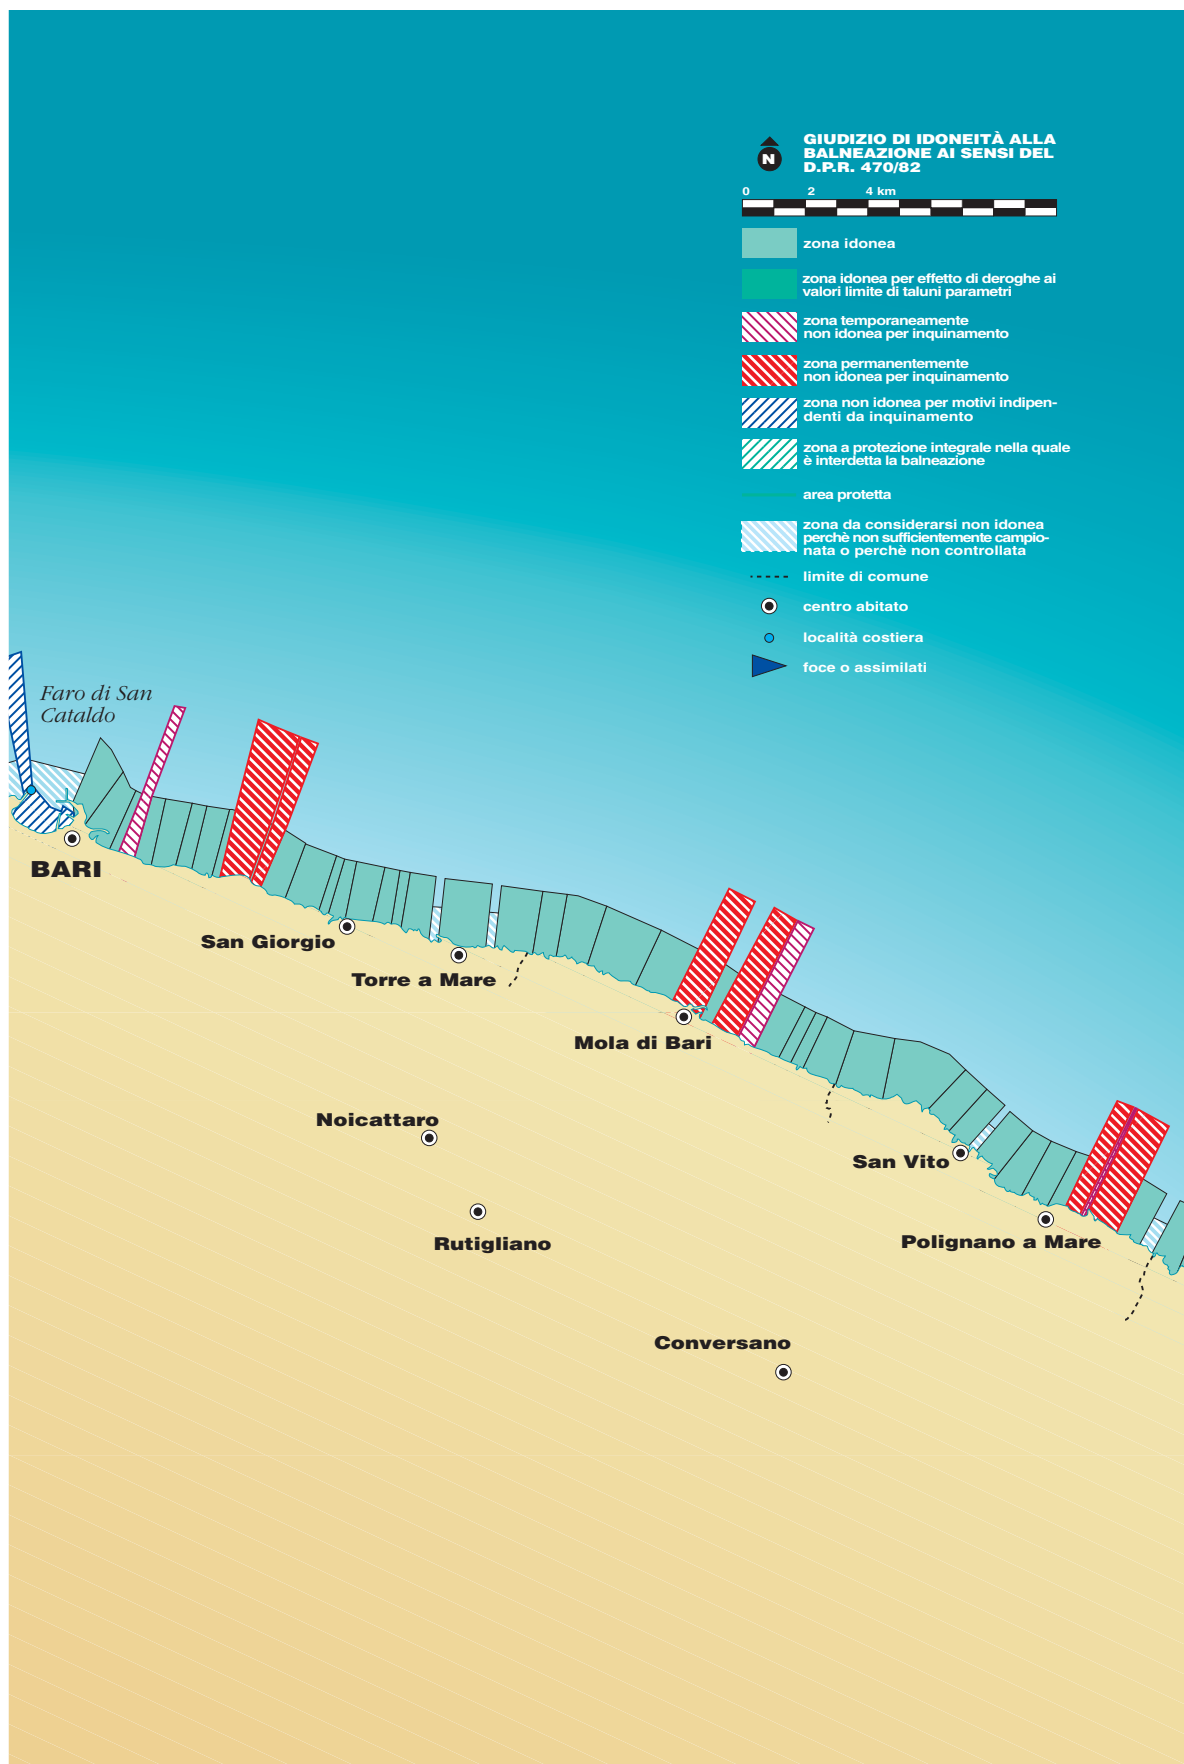 GIUDIZIO DI IDONEITÀ ALLA
BALNEAZIONE AI SENSI DEL
D.P.R. 470/82
N
0 2 4 km
zona idonea
zona idonea per effetto di deroghe ai
valori limite di taluni parametri
zona temporaneamente
non idonea per inquinamento
zona permanentemente
non idonea per inquinamento
zona non idonea per motivi indipen-
denti da inquinamento
zona a protezione integrale nella quale
è interdetta la balneazione
area protetta
zona da considerarsi non idonea
perchè non sufficientemente campio-
nata o perchè non controllata
limite di comune
centro abitato
località costiera
foce o assimilati
Faro di San
Cataldo
BARI
San Giorgio
Torre a Mare
Mola di Bari
Noicattaro
San Vito
Rutigliano
Polignano a Mare
Conversano